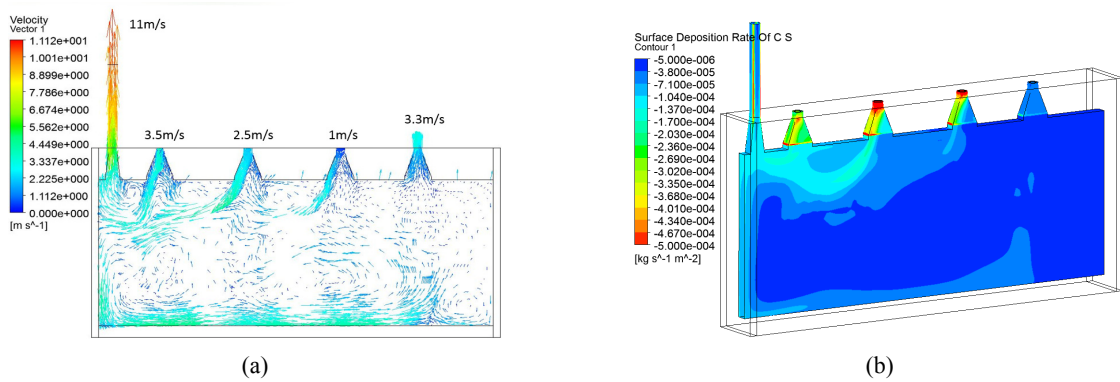 Velocity
Vector 1
1.112e+001
1.001e+001
8.899e+000
7.786e+000
6.674e+000
5.562e+000
4.449e+000
3.337e+000
2.225e+000
1.112e+000
0.000e+000
[m s^-1]
11m/s
3.5m/s
2.5m/s
1m/s
3.3m/s
(a)
Surface Deposition Rate Of C S
Contour 1
-5.000e-006
-3.800e-005
-7.100e-005
-1.040e-004
-1.370e-004
-1.700e-004
-2.030e-004
-2.360e-004
-2.690e-004
-3.020e-004
-3.350e-004
-3.680e-004
-4.010e-004
-4.340e-004
-4.670e-004
-5.000e-004
[kg s^-1 m^-2]
(b)